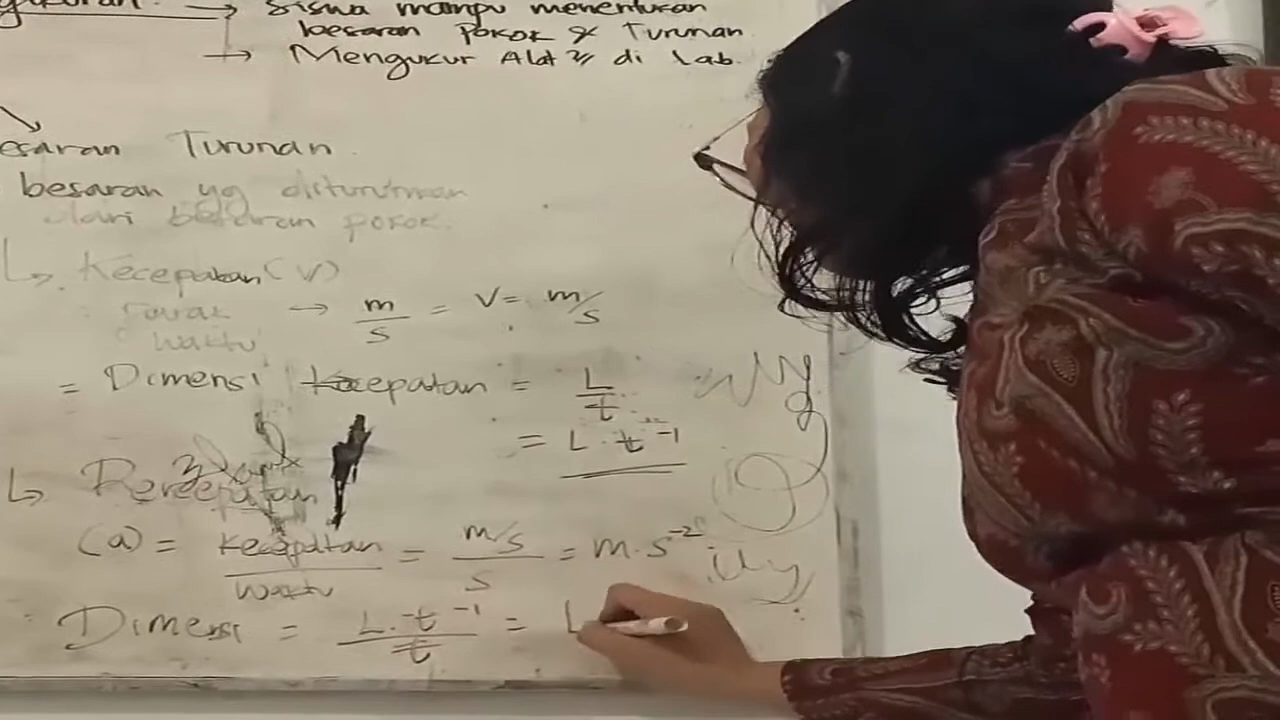 → Siswa mampu menentukan
besaran pokok & Turunan
→ Mengukur Alat² di Lab.
esaran Turunan
besaran yg diturunkan
dari besaran pokok.
↳ Kecepatan (V)
Jarak
waktu
→ m/s = V = m/s
= Dimensi Kecepatan = L/t
= L · t⁻¹
↳ Percepatan
(a) = Kecepatan/waktu = m/s/s = m · s⁻²
Dimensi = L · t⁻¹/t = L